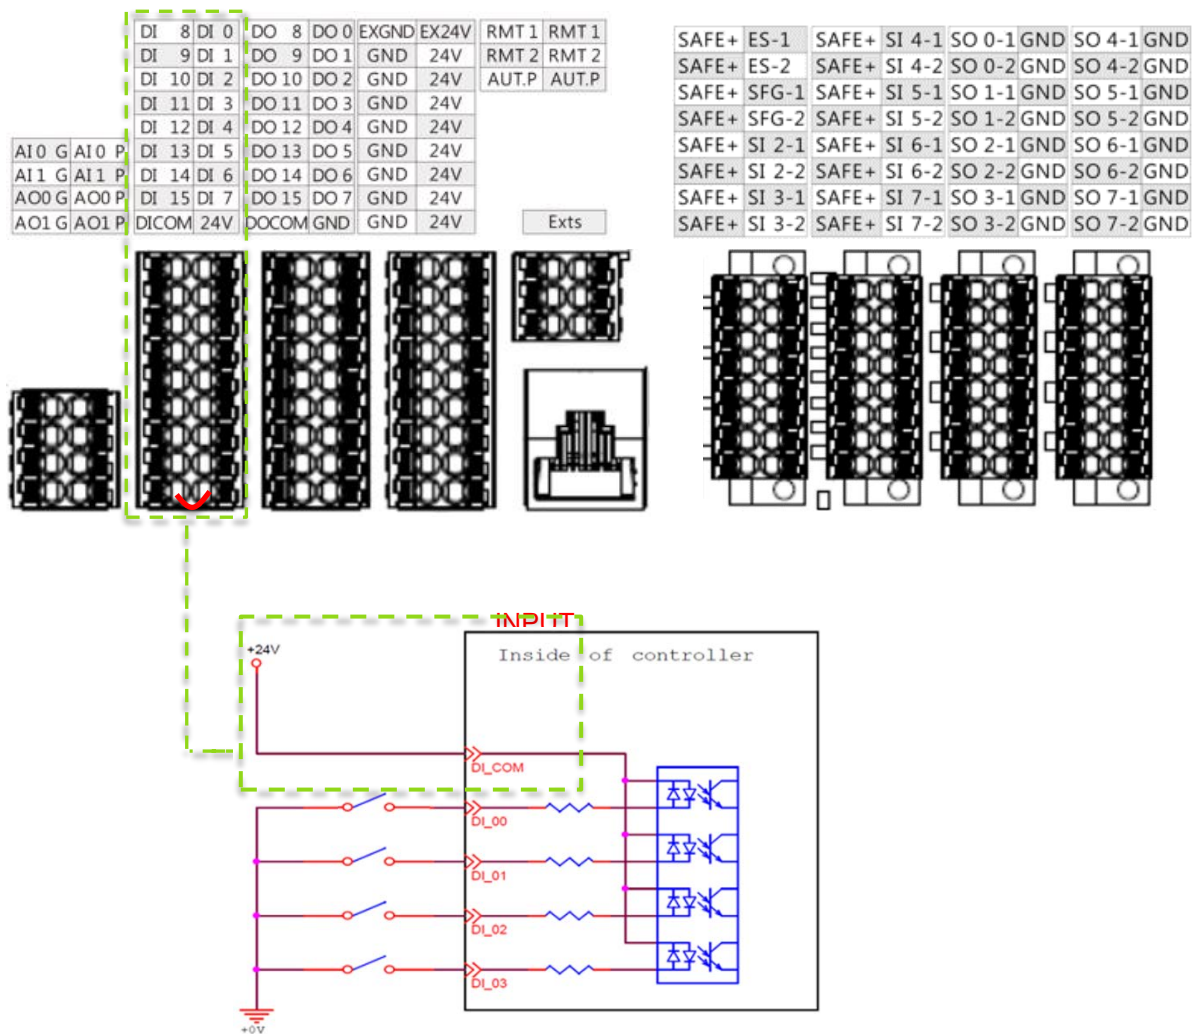 DI 8 DI 0 DO 8 DO 0 EXGND EX24V RMT 1 RMT 1
DI 9 DI 1 DO 9 DO 1 GND 24V RMT 2 RMT 2
DI 10 DI 2 DO 10 DO 2 GND 24V AUT.P AUT.P
DI 11 DI 3 DO 11 DO 3 GND 24V
DI 12 DI 4 DO 12 DO 4 GND 24V
AI 0 G AI 0 P DI 13 DI 5 DO 13 DO 5 GND 24V
AI 1 G AI 1 P DI 14 DI 6 DO 14 DO 6 GND 24V
AO0 G AO0 P DI 15 DI 7 DO 15 DO 7 GND 24V
AO1 G AO1 P DICOM 24V DOCOM GND GND 24V Exts
SAFE+ ES-1 SAFE+ SI 4-1 SO 0-1 GND SO 4-1 GND
SAFE+ ES-2 SAFE+ SI 4-2 SO 0-2 GND SO 4-2 GND
SAFE+ SFG-1 SAFE+ SI 5-1 SO 1-1 GND SO 5-1 GND
SAFE+ SFG-2 SAFE+ SI 5-2 SO 1-2 GND SO 5-2 GND
SAFE+ SI 2-1 SAFE+ SI 6-1 SO 2-1 GND SO 6-1 GND
SAFE+ SI 2-2 SAFE+ SI 6-2 SO 2-2 GND SO 6-2 GND
SAFE+ SI 3-1 SAFE+ SI 7-1 SO 3-1 GND SO 7-1 GND
SAFE+ SI 3-2 SAFE+ SI 7-2 SO 3-2 GND SO 7-2 GND
INPUT
+24V
Inside of controller
DI_COM
DI_00
DI_01
DI_02
DI_03
+0V